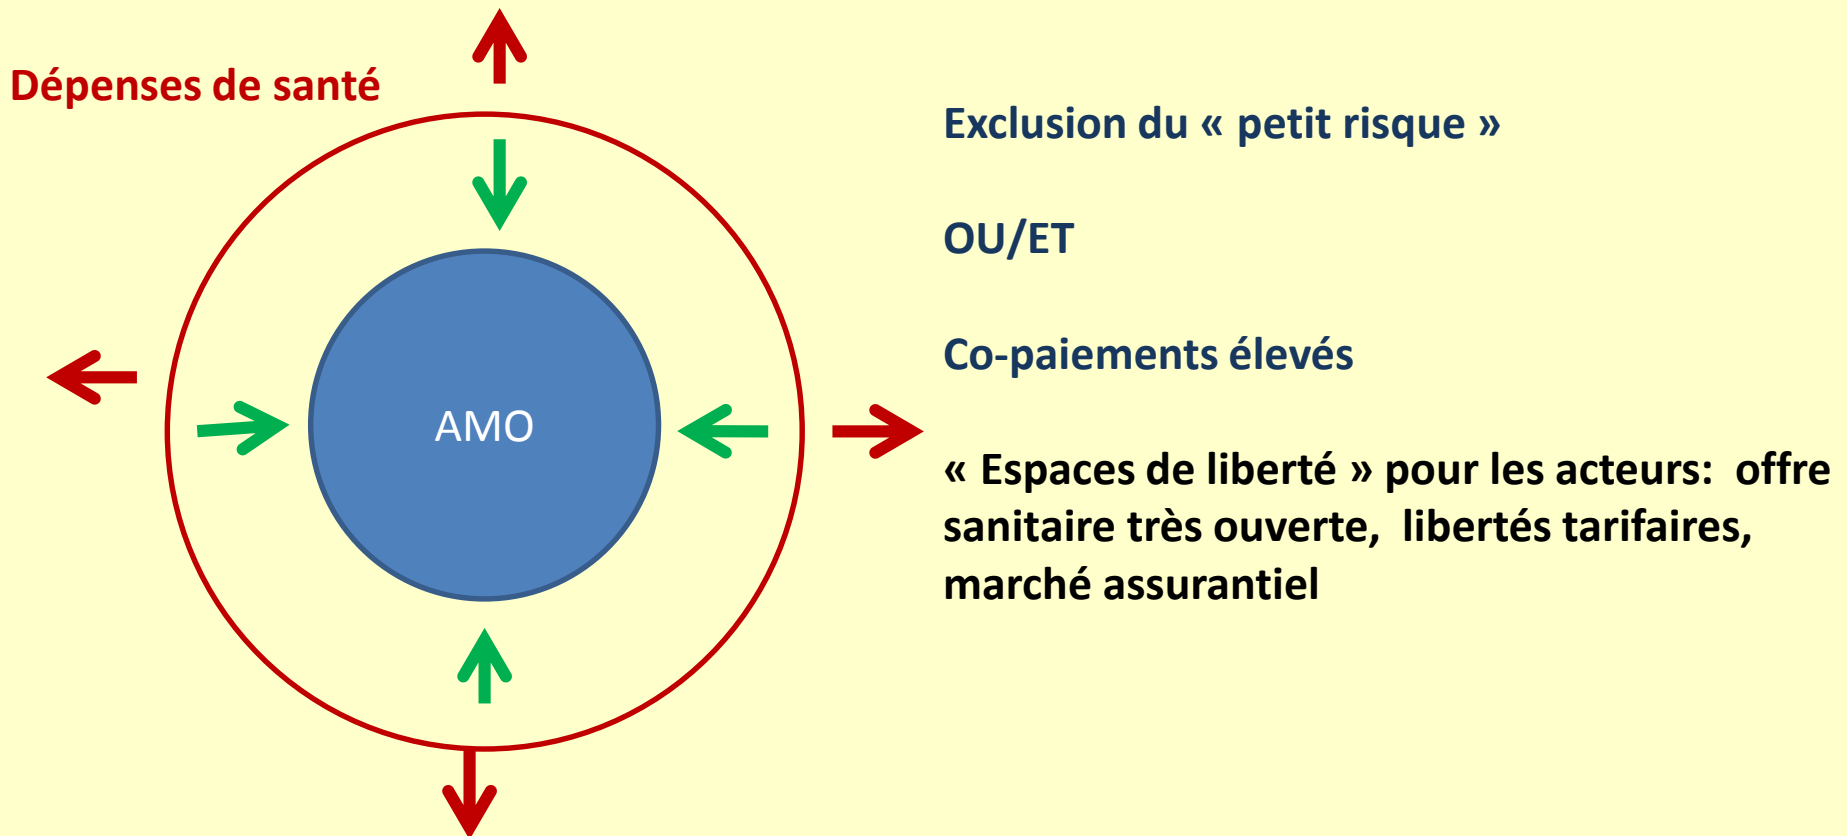 Dépenses de santé
AMO
Exclusion du « petit risque »
OU/ET
Co-paiements élevés
« Espaces de liberté » pour les acteurs: offre
sanitaire très ouverte, libertés tarifaires,
marché assurantiel